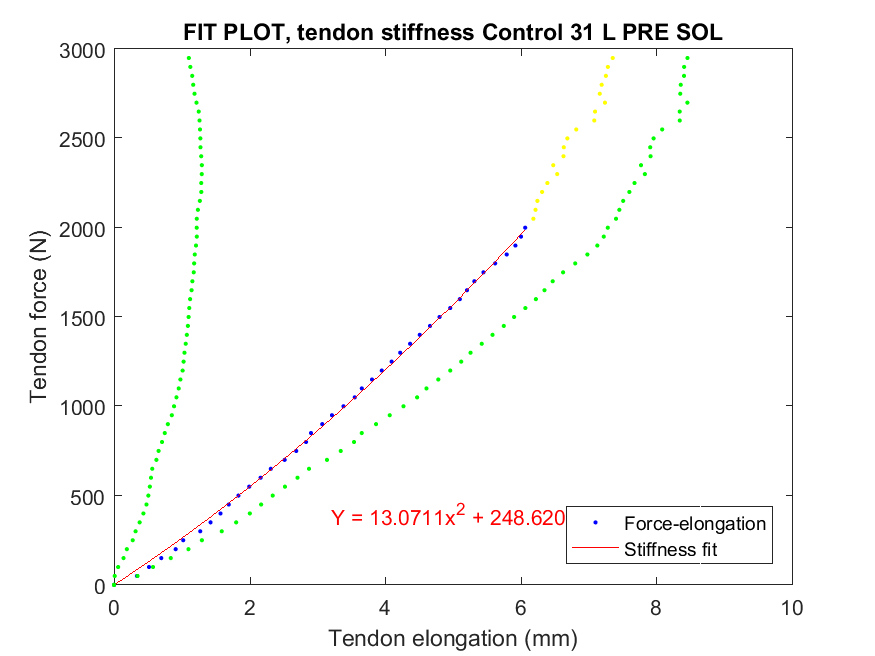 FIT PLOT, tendon stiffness Control 31 L PRE SOL
3000
2500
2000
1500
1000
500
0
Tendon force (N)
Y = 13.0711x² + 248.620
Force-elongation
Stiffness fit
0 2 4 6 8 10
Tendon elongation (mm)